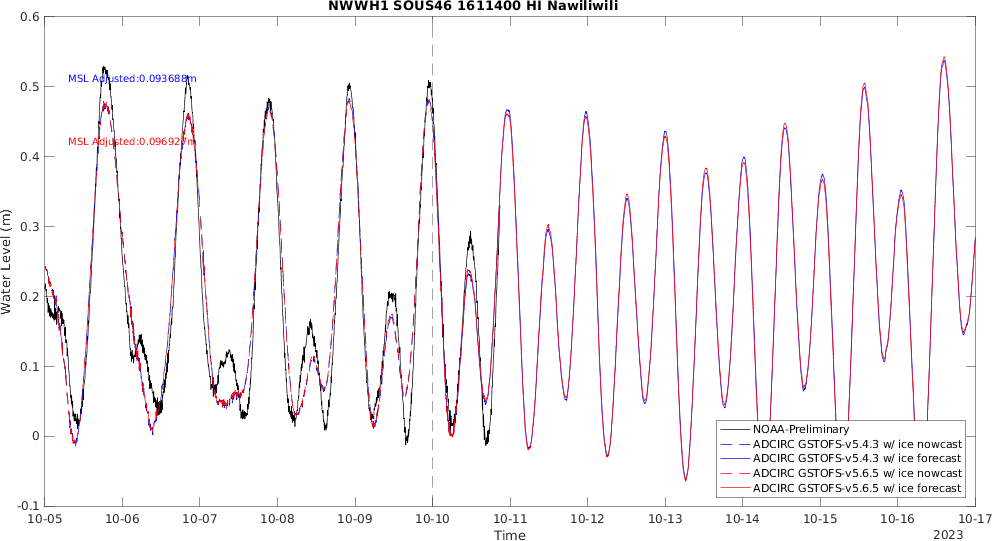 NWWH1 SOUS46 1611400 HI Nawiliwili
0.6
0.5
0.4
0.3
0.2
0.1
0
-0.1
Water Level (m)
MSL Adjusted:0.093688m
MSL Adjusted:0.096927m
NOAA-Preliminary
ADCIRC GSTOFS-v5.4.3 w/ ice nowcast
ADCIRC GSTOFS-v5.4.3 w/ ice forecast
ADCIRC GSTOFS-v5.6.5 w/ ice nowcast
ADCIRC GSTOFS-v5.6.5 w/ ice forecast
10-05 10-06 10-07 10-08 10-09 10-10 10-11 10-12 10-13 10-14 10-15 10-16 10-17
Time
2023